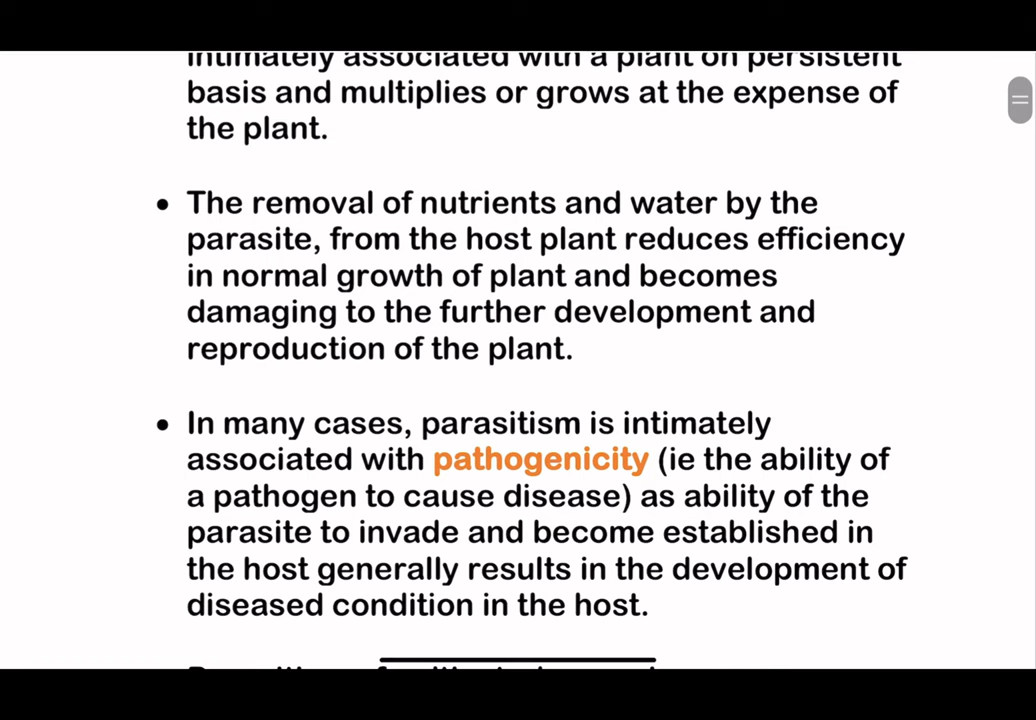 intimately associated with a plant on persistent
basis and multiplies or grows at the expense of
the plant.
• The removal of nutrients and water by the
parasite, from the host plant reduces efficiency
in normal growth of plant and becomes
damaging to the further development and
reproduction of the plant.
• In many cases, parasitism is intimately
associated with pathogenicity (ie the ability of
a pathogen to cause disease) as ability of the
parasite to invade and become established in
the host generally results in the development of
diseased condition in the host.